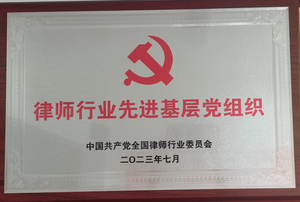 律师行业先进基层党组织
中国共产党全国律师行业委员会
二〇二三年七月